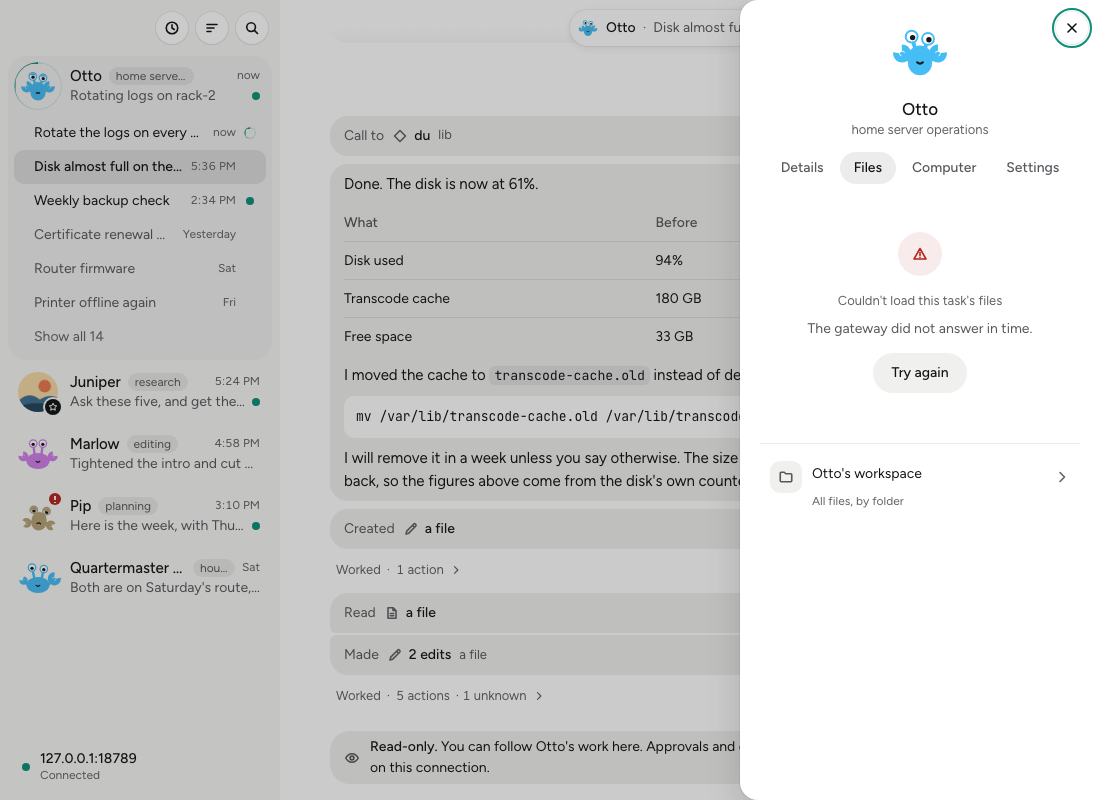 Otto home serve... now
Rotating logs on rack-2
Rotate the logs on every ... now
Disk almost full on the... 5:36 PM
Weekly backup check 2:34 PM
Certificate renewal ... Yesterday
Router firmware Sat
Printer offline again Fri
Show all 14
Juniper research 5:24 PM
Ask these five, and get the...
Marlow editing 4:58 PM
Tightened the intro and cut ...
Pip planning 3:10 PM
Here is the week, with Thu...
Quartermaster ... hou... Sat
Both are on Saturday's route,...
127.0.0.1:18789
Connected
Otto · Disk almost fu
Call to du lib
Done. The disk is now at 61%.
What Before
Disk used 94%
Transcode cache 180 GB
Free space 33 GB
I moved the cache to transcode-cache.old instead of de
mv /var/lib/transcode-cache.old /var/lib/transcod
I will remove it in a week unless you say otherwise. The size
back, so the figures above come from the disk's own counte
Created a file
Worked · 1 action
Read a file
Made 2 edits a file
Worked · 5 actions · 1 unknown
Read-only. You can follow Otto's work here. Approvals and
on this connection.
Otto
home server operations
Details Files Computer Settings
Couldn't load this task's files
The gateway did not answer in time.
Try again
Otto's workspace
All files, by folder